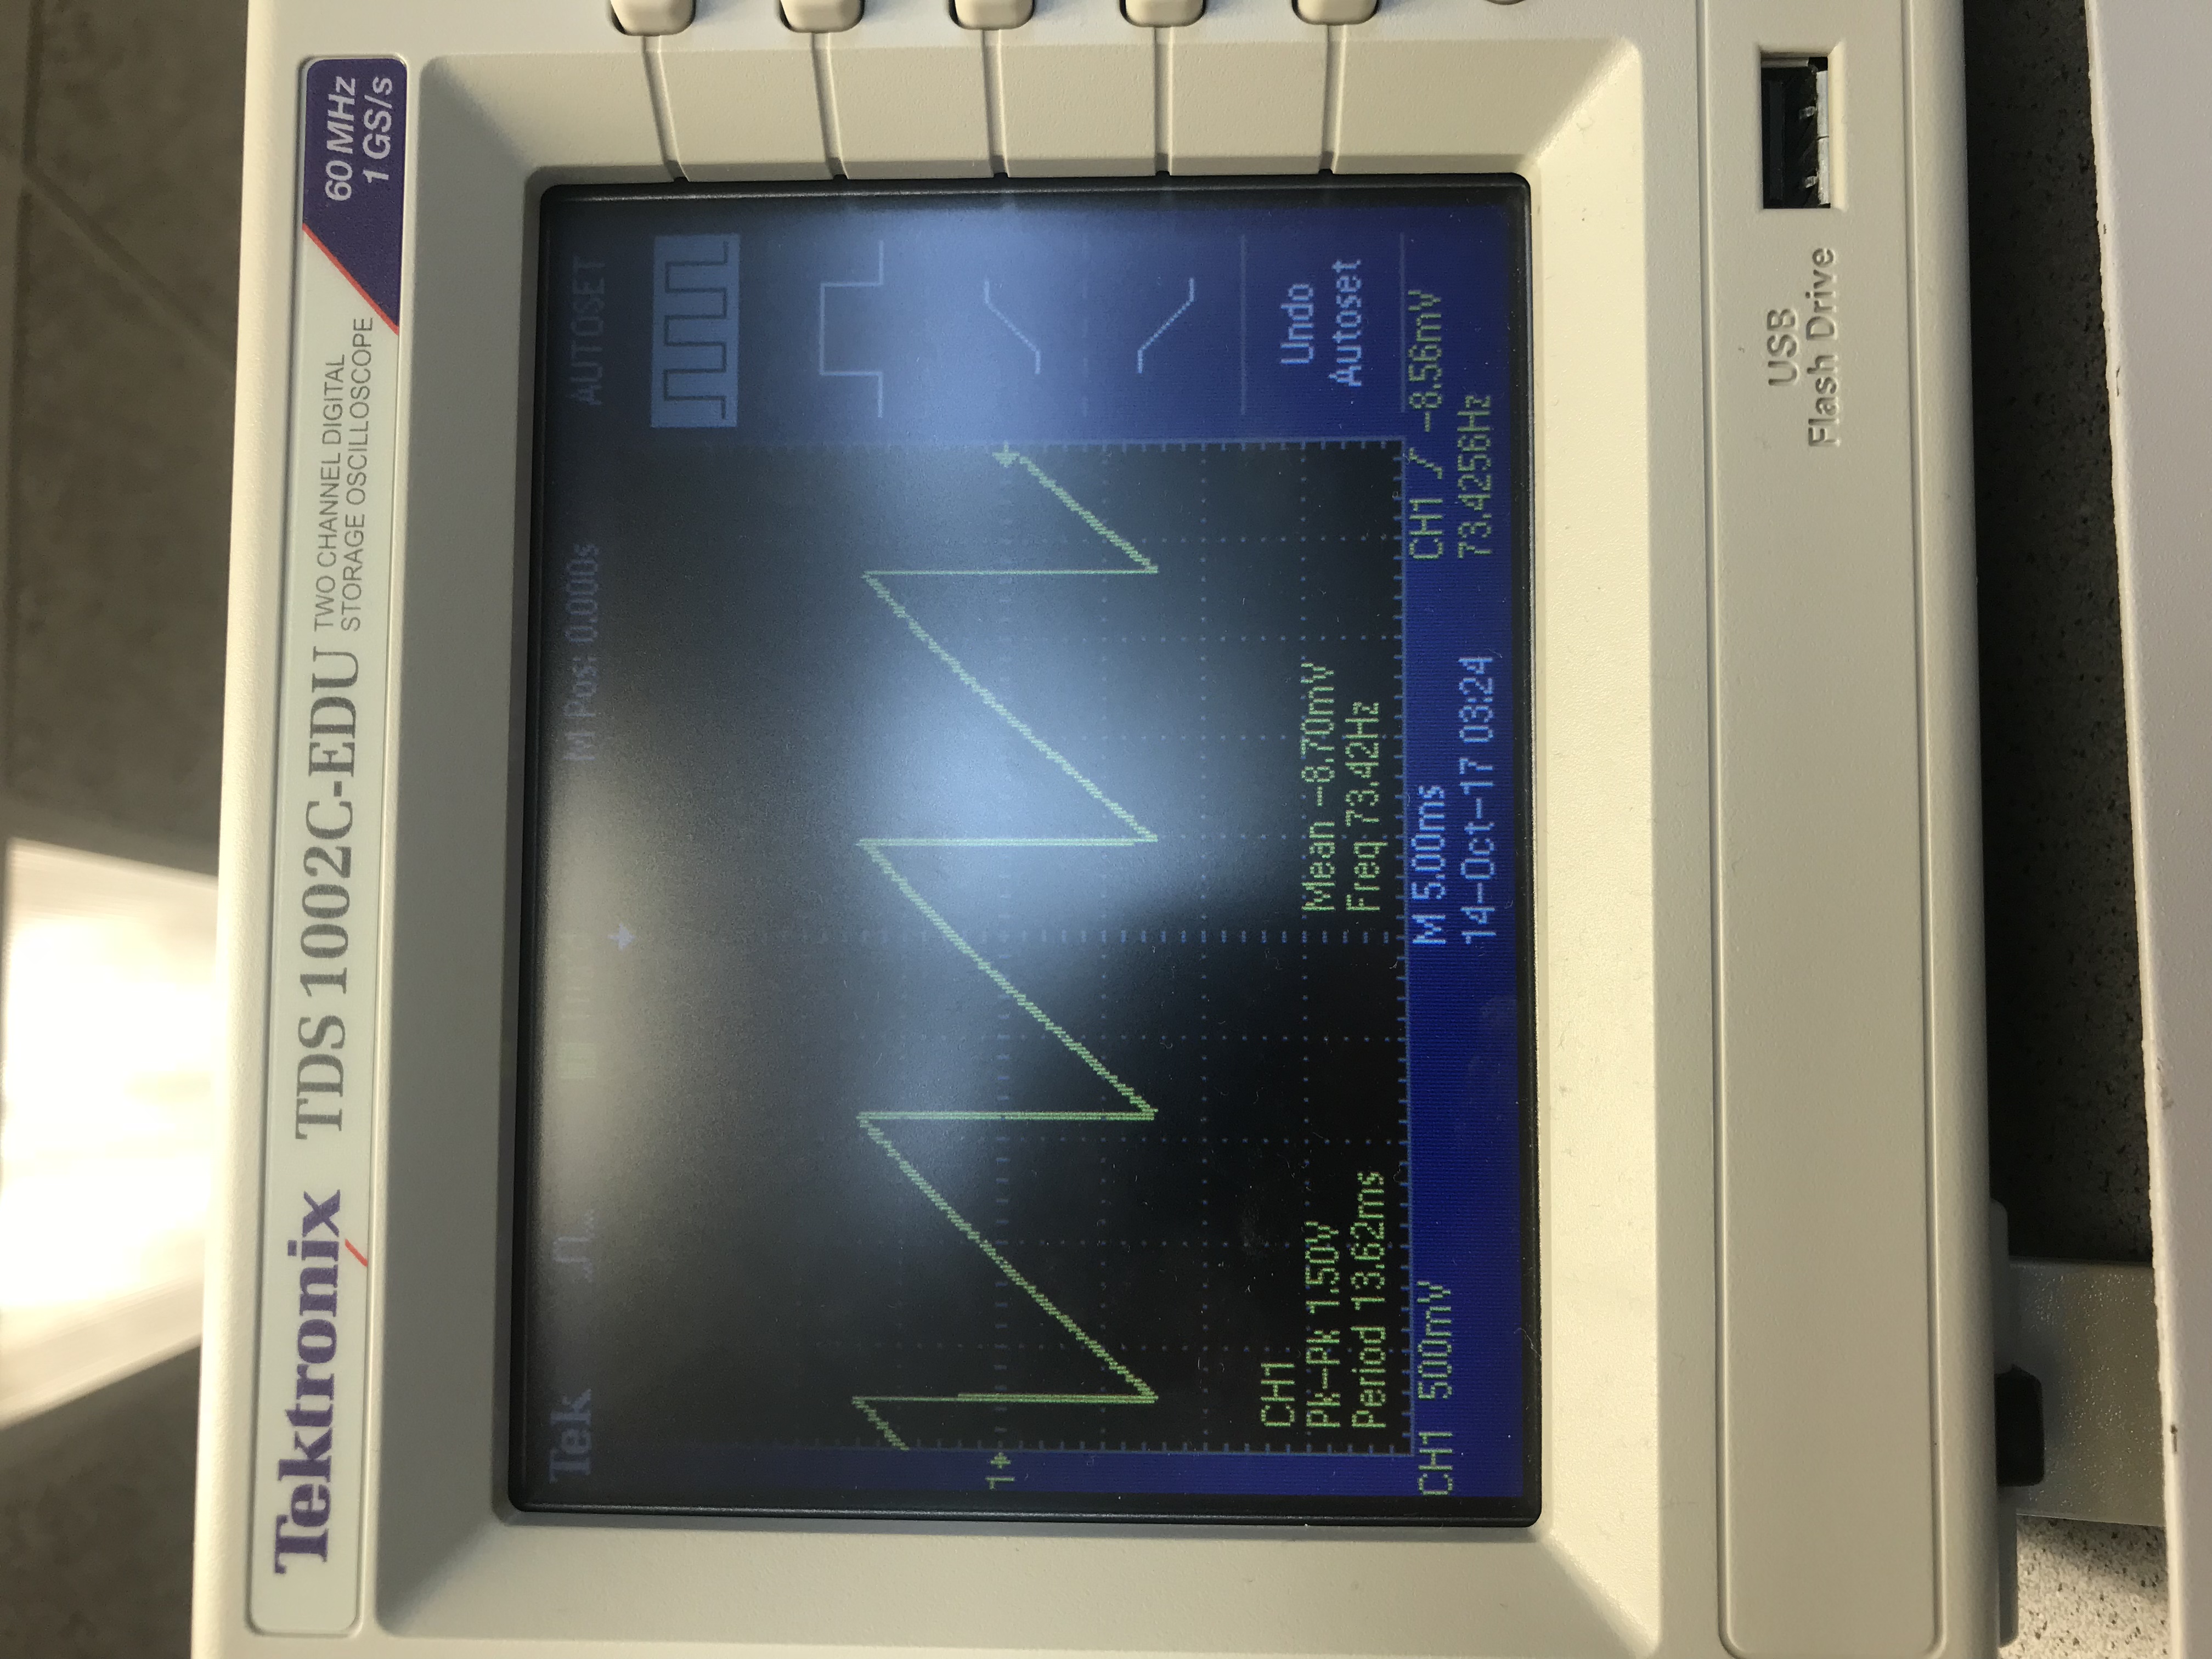 Tektronix TDS 1002C-EDU TWO CHANNEL DIGITAL
STORAGE OSCILLOSCOPE
60 MHz
1 GS/s
Tek M Pos: 0.000s AUTOSET
1
CH1
Pk-Pk 1.50V Mean -8.70mV
Period 13.62ms Freq 73.42Hz
Undo
Autoset
CH1 500mV M 5.00ms CH1 -8.56mV
14-Oct-17 03:24 73.4256Hz
USB
Flash Drive